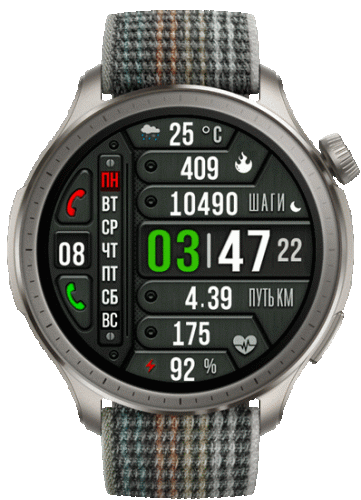 25 °C
409
10490 ШАГИ
03 47 22
4.39 ПУТЬ КМ
175
92 %
ПН
ВТ
СР
ЧТ
ПТ
СБ
ВС
08